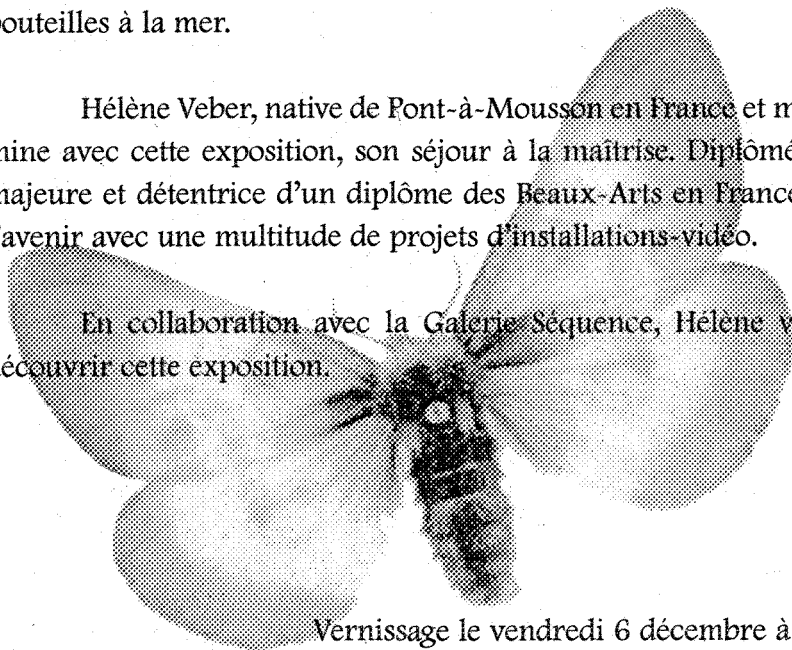 bouteilles à la mer.
Hélène Veber, native de Pont-à-Mousson en France et m
mine avec cette exposition, son séjour à la maîtrise. Diplômé
majeure et détentrice d'un diplôme des Beaux-Arts en France
l'avenir avec une multitude de projets d'installations-vidéo.
En collaboration avec la Galerie Séquence, Hélène v
découvrir cette exposition.
Vernissage le vendredi 6 décembre à